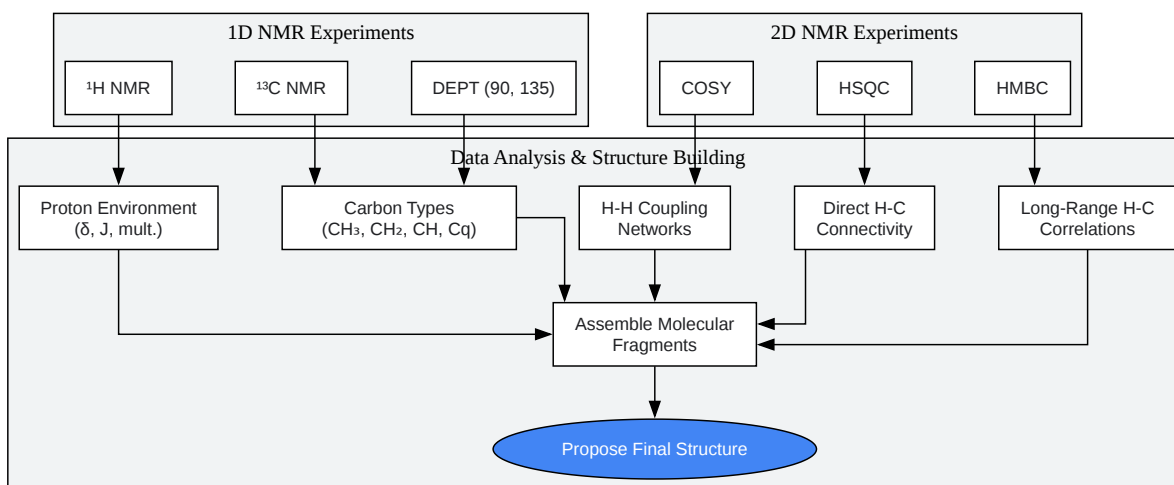 1D NMR Experiments
2D NMR Experiments
¹H NMR
¹³C NMR
DEPT (90, 135)
COSY
HSQC
HMBC
Data Analysis & Structure Building
Proton Environment
(δ, J, mult.)
Carbon Types
(CH₃, CH₂, CH, Cq)
H-H Coupling
Networks
Direct H-C
Connectivity
Long-Range H-C
Correlations
Assemble Molecular
Fragments
Propose Final Structure